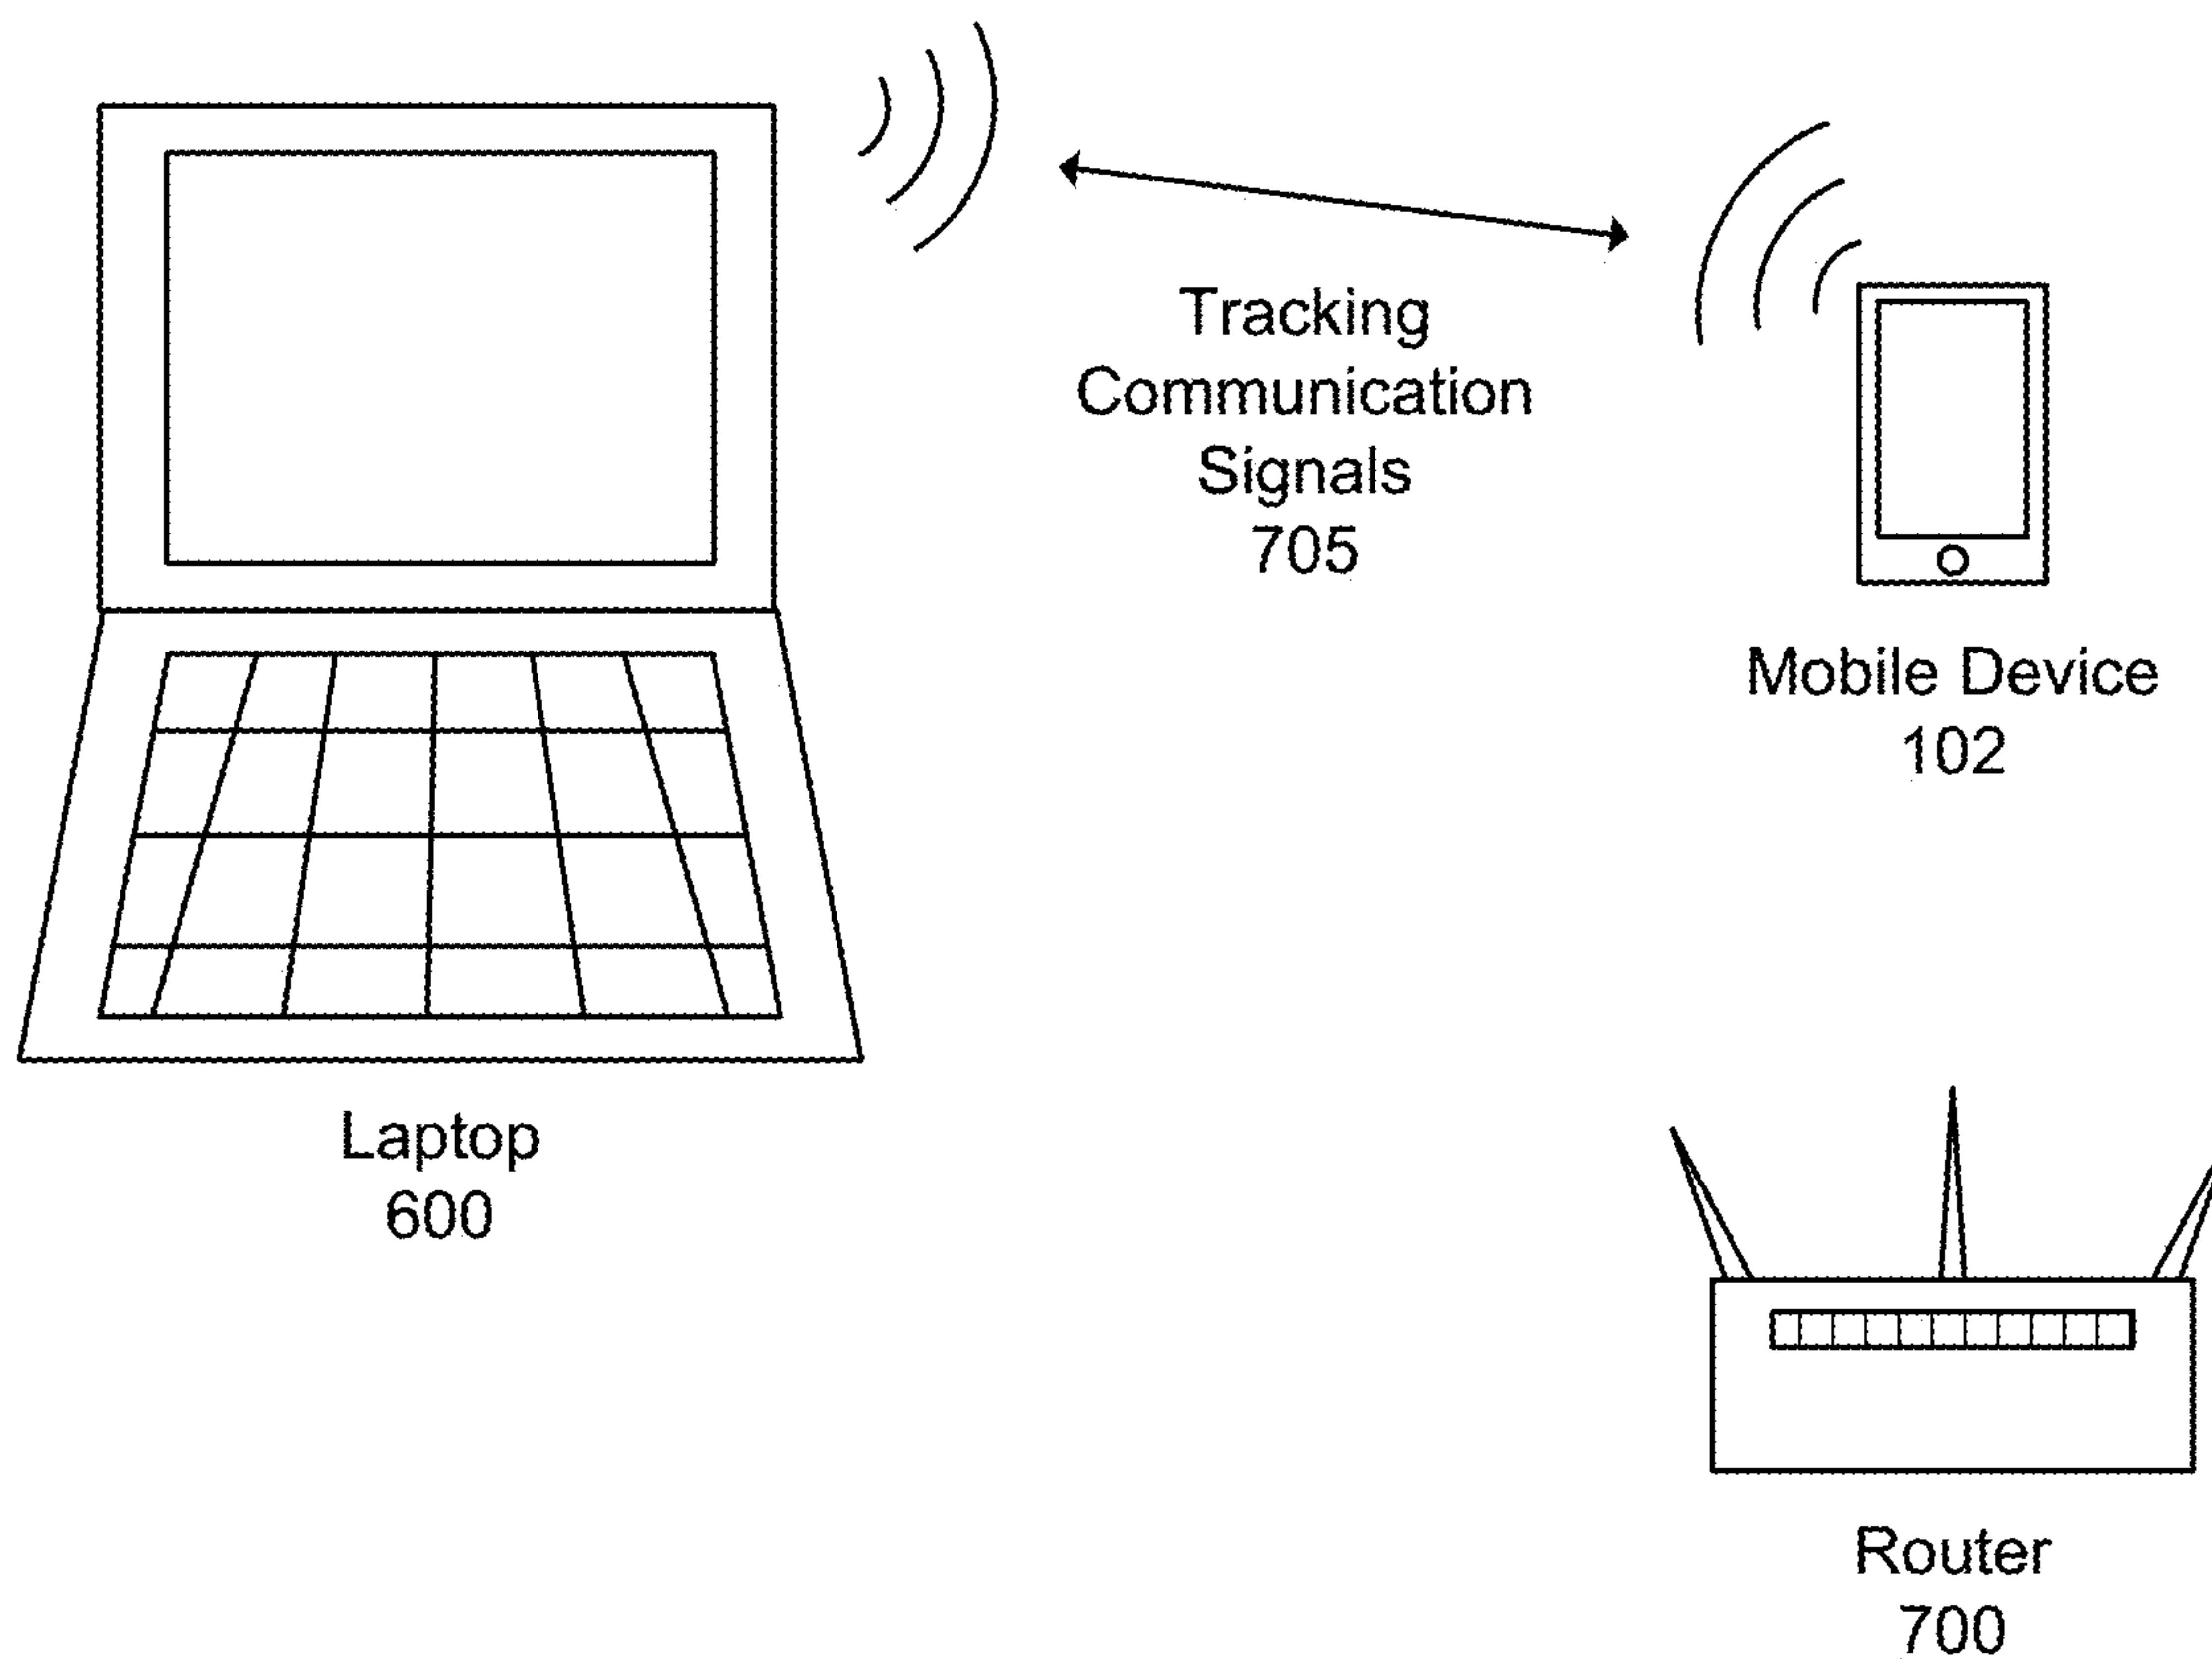 Tracking
Communication
Signals
705
Mobile Device
102
Laptop
600
Router
700